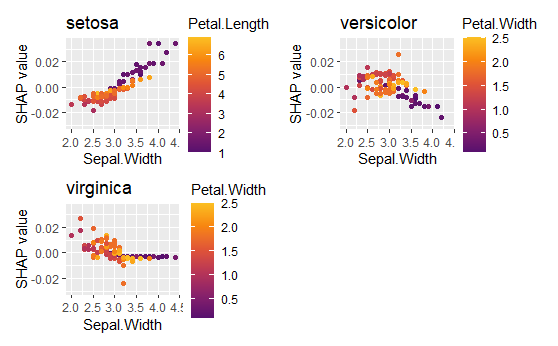 setosa
Petal.Length
SHAP value
0.02
0.00
-0.02
2.0 2.5 3.0 3.5 4.0 4.
Sepal.Width
6
5
4
3
2
1
versicolor
Petal.Width
SHAP value
0.02
0.00
-0.02
2.0 2.5 3.0 3.5 4.0 4.
Sepal.Width
2.5
2.0
1.5
1.0
0.5
virginica
Petal.Width
SHAP value
0.02
0.00
-0.02
2.0 2.5 3.0 3.5 4.0 4.5
Sepal.Width
2.5
2.0
1.5
1.0
0.5